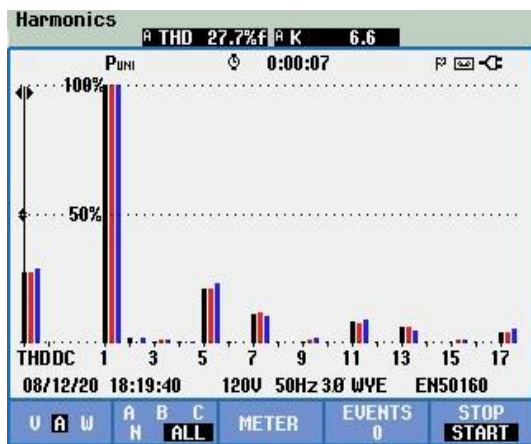 Harmonics
A THD 27.7%f A K 6.6
PUNI 0:00:07
100%
50%
THDDC 1 3 5 7 9 11 13 15 17
08/12/20 18:19:40 120V 50Hz 3Ø WYE EN50160
V A W
A B C
N ALL
METER
EVENTS
0
STOP
START